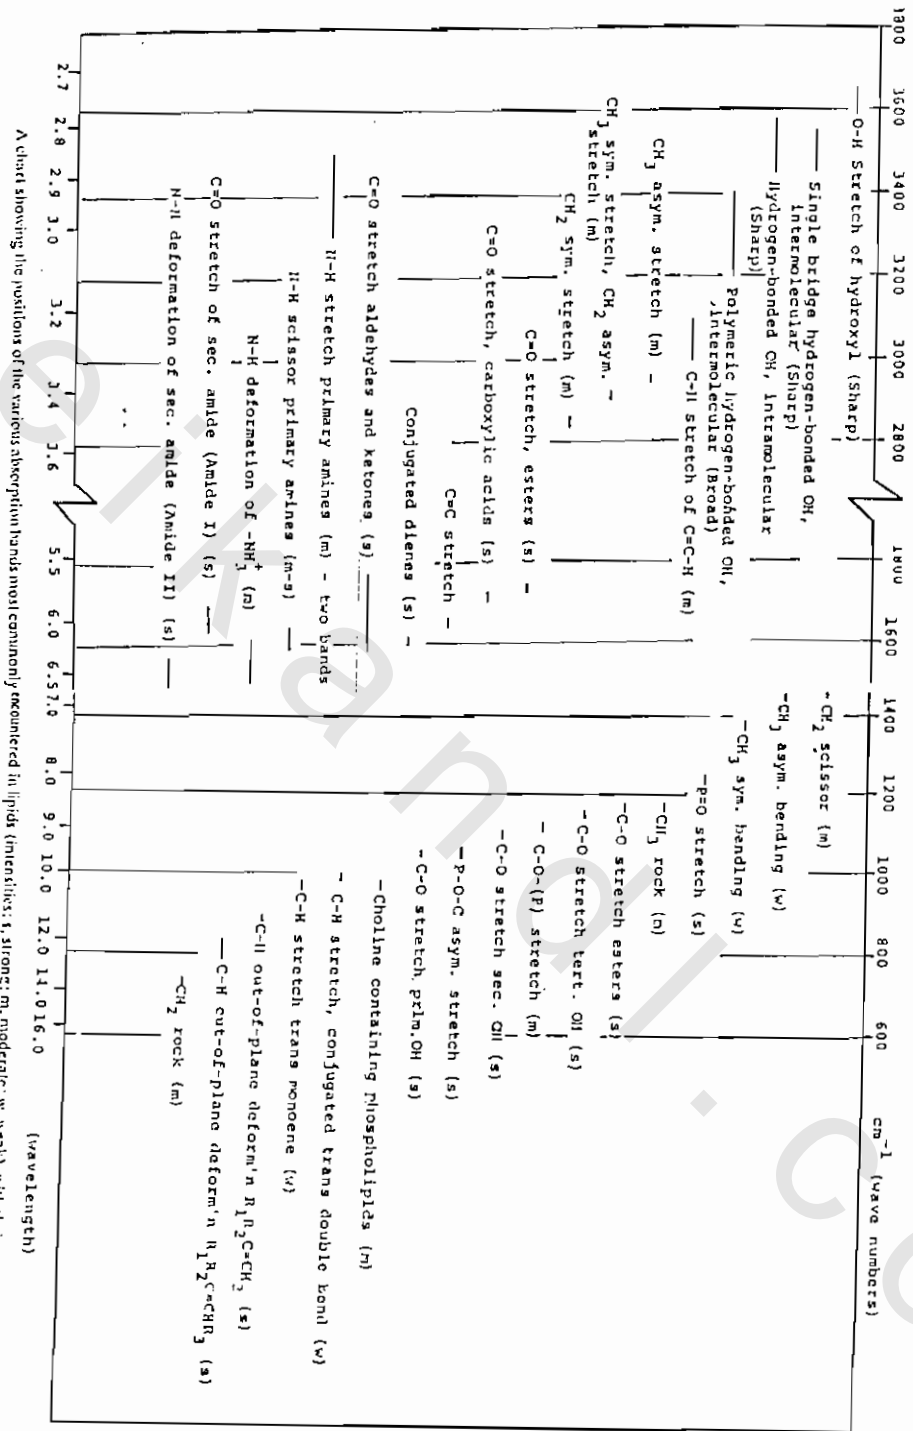 3800 3600 3400 3200 3000 2800 1800 1600 1400 1200 1000 800 600 cm-1 (wave numbers)
O-H Stretch of hydroxyl (Sharp)
Single bridge hydrogen-bonded OH,
intermolecular (Sharp)
Hydrogen-bonded OH, intramolecular
(Sharp)
Polymeric hydrogen-bonded OH,
,intermolecular (Broad)
C-H stretch of C=C-H (m)
CH3 asym. stretch (m)
CH3 sym. stretch, CH2 asym.
stretch (m)
CH2 sym. stretch (m)
C=O stretch, esters (s)
C=O stretch, carboxylic acids (s)
C=C stretch
Conjugated dienes (s)
C=O stretch aldehydes and ketones (s)
N-H stretch primary amines (m) - two bands
N-H scissor primary amines (m-s)
N-H deformation of -NH3+ (m)
C=O stretch of sec. amide (Amide I) (s)
N-H deformation of sec. amide (Amide II) (s)
-CH2 scissor (m)
-CH3 asym. bending (w)
-CH3 sym. bending (w)
-P=O stretch (s)
-CH3 rock (m)
-C-O stretch esters (s)
-C-O stretch tert. OH (s)
- C-O-(P) stretch (m)
-C-O stretch sec. OH (s)
-P-O-C asym. stretch (s)
-C-O stretch prim.OH (s)
-Choline containing phospholipids (m)
- C-H stretch, conjugated trans double bond (w)
-C-H stretch trans monoene (w)
-C-H out-of-plane deform'n R1R2C=CH2 (s)
C-H out-of-plane deform'n R1R2C=CHR3 (s)
-CH2 rock (m)
2.7 2.8 2.9 3.0 3.2 3.4 3.6 5.5 6.0 6.5 7.0 8.0 9.0 10.0 12.0 14.0 16.0
(wavelength)
A chart showing the positions of the various absorption bands most commonly encountered in lipids (intensities: s, strong; m, moderate; w, weak)